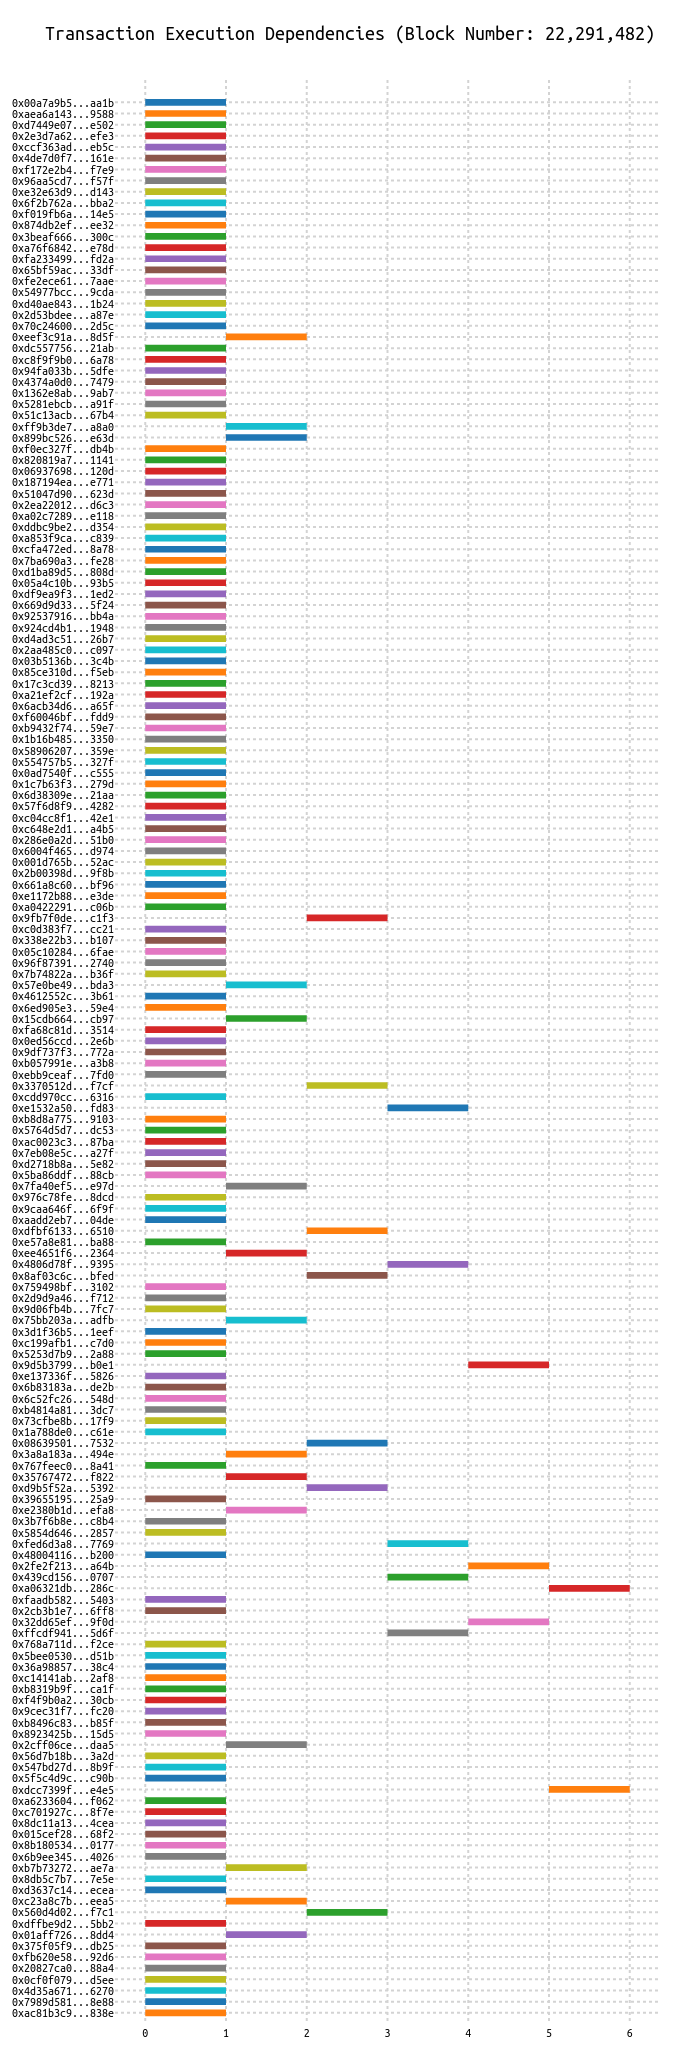 Transaction Execution Dependencies (Block Number: 22,291,482)
0x00a7a9b5...aa1b
0xaea6a143...9588
0xd7449e07...e502
0x2e3d7a62...efe3
0xccf363ad...eb5c
0x4de7d0f7...161e
0xf172e2b4...f7e9
0x96aa5cd7...f57f
0xe32e63d9...d143
0x6f2b762a...bba2
0xf019fb6a...14e5
0x874db2ef...ee32
0x3beaf666...300c
0xa76f6842...e78d
0xfa233499...fd2a
0x65bf59ac...33df
0xfe2ece61...7aae
0x54977bcc...9cda
0xd40ae843...1b24
0x2d53bdee...a87e
0x70c24600...2d5c
0xeef3c91a...8d5f
0xdc557756...21ab
0xc8f9f9b0...6a78
0x94fa033b...5dfe
0x4374a0d0...7479
0x1362e8ab...9ab7
0x5281ebcb...a91f
0x51c13acb...67b4
0xff9b3de7...a8a0
0x899bc526...e63d
0xf0ec327f...db4b
0x820819a7...1141
0x06937698...120d
0x187194ea...e771
0x51047d90...623d
0x2ea22012...d6c3
0xa02c7289...e118
0xddbc9be2...d354
0xa853f9ca...c839
0xcfa472ed...8a78
0x7ba690a3...fe28
0xd1ba89d5...808d
0x05a4c10b...93b5
0xdf9ea9f3...1ed2
0x669d9d33...5f24
0x92537916...bb4a
0x924cd4b1...1948
0xd4ad3c51...26b7
0x2aa485c0...c097
0x03b5136b...3c4b
0x85ce310d...f5eb
0x17c3cd39...8213
0xa21ef2cf...192a
0x6acb34d6...a65f
0xf60046bf...fdd9
0xb9432f74...59e7
0x1b16b485...3350
0x58906207...359e
0x554757b5...327f
0x0ad7540f...c555
0x1c7b63f3...279d
0x6d38309e...21aa
0x57f6d8f9...4282
0xc04cc8f1...42e1
0xc648e2d1...a4b5
0x286e0a2d...51b0
0x6004f465...d974
0x001d765b...52ac
0x2b00398d...9f8b
0x661a8c60...bf96
0xe1172b88...e3de
0xa0422291...c06b
0x9fb7f0de...c1f3
0xc0d383f7...cc21
0x338e22b3...b107
0x05c10284...6fae
0x96f87391...2740
0x7b74822a...b36f
0x57e0be49...bda3
0x4612552c...3b61
0x6ed905e3...59e4
0x15cdb664...cb97
0xfa68c81d...3514
0x0ed56ccd...2e6b
0x9df737f3...772a
0xb057991e...a3b8
0xebb9ceaf...7fd0
0x3370512d...f7cf
0xcdd970cc...6316
0xe1532a50...fd83
0xb8d8a775...9103
0x5764d5d7...dc53
0xac0023c3...87ba
0x7eb08e5c...a27f
0xd2718b8a...5e82
0x5ba86ddf...88cb
0x7fa40ef5...e97d
0x976c78fe...8dcd
0x9caa646f...6f9f
0xaadd2eb7...04de
0xdfbf6133...6510
0xe57a8e81...ba88
0xee4651f6...2364
0x4806d78f...9395
0x8af03c6c...bfed
0x759498bf...3102
0x2d9d9a46...f712
0x9d06fb4b...7fc7
0x75bb203a...adfb
0x3d1f36b5...1eef
0xc199afb1...c7d0
0x5253d7b9...2a88
0x9d5b3799...b0e1
0xe137336f...5826
0x6b83183a...de2b
0x6c52fc26...548d
0xb4814a81...3dc7
0x73cfbe8b...17f9
0x1a788de0...c61e
0x08639501...7532
0x3a8a183a...494e
0x767feec0...8a41
0x35767472...f822
0xd9b5f52a...5392
0x39655195...25a9
0xe2380b1d...efa8
0x3b7f6b8e...c8b4
0x5854d646...2857
0xfed6d3a8...7769
0x48004116...b200
0x2fe2f213...a64b
0x439cd156...0707
0xa06321db...286c
0xfaadb582...5403
0x2cb3b1e7...6ff8
0x32dd65ef...9f0d
0xffcdf941...5d6f
0x768a711d...f2ce
0x5bee0530...d51b
0x36a98857...38c4
0xc14141ab...2af8
0xb8319b9f...ca1f
0xf4f9b0a2...30cb
0x9cec31f7...fc20
0xb8496c83...b85f
0x8923425b...15d5
0x2cff06ce...daa5
0x56d7b18b...3a2d
0x547bd27d...8b9f
0x5f5c4d9c...c90b
0xdcc7399f...e4e5
0xa6233604...f062
0xc701927c...8f7e
0x8dc11a13...4cea
0x015cef28...68f2
0x8b180534...0177
0x6b9ee345...4026
0xb7b73272...ae7a
0x8db5c7b7...7e5e
0xd3637c14...ecea
0xc23a8c7b...eea5
0x560d4d02...f7c1
0xdffbe9d2...5bb2
0x01aff726...8dd4
0x375f05f9...db25
0xfb620e58...92d6
0x20827ca0...88a4
0x0cf0f079...d5ee
0x4d35a671...6270
0x7989d581...8e88
0xac81b3c9...838e
0 1 2 3 4 5 6